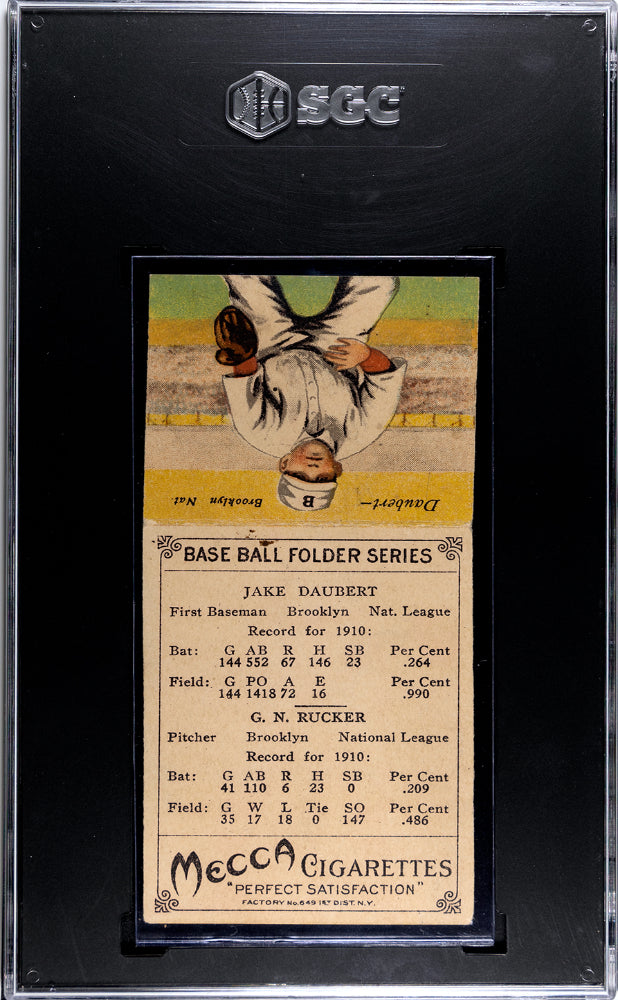 SGC
Daubert— Brooklyn Nat.
B
BASE BALL FOLDER SERIES
JAKE DAUBERT
First Baseman Brooklyn Nat. League
Record for 1910:
Bat: G AB R H SB Per Cent
144 552 67 146 23 .264
Field: G PO A E Per Cent
144 1418 72 16 .990
G. N. RUCKER
Pitcher Brooklyn National League
Record for 1910:
Bat: G AB R H SB Per Cent
41 110 6 23 0 .209
Field: G W L Tie SO Per Cent
35 17 18 0 147 .486
MECCA CIGARETTES
"PERFECT SATISFACTION"
FACTORY No. 649 1ST DIST. N.Y.